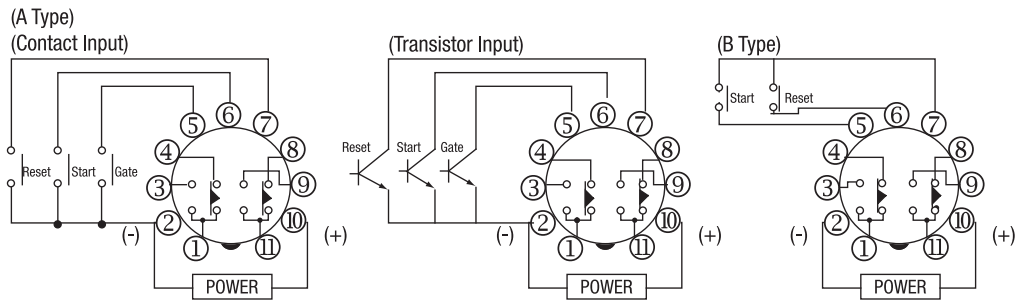 (A Type)
(Contact Input)
(Transistor Input)
(B Type)
Reset
Start
Gate
5
6
7
4
8
3
9
2
10
1
11
(-)
(+)
POWER
Reset
Start
Gate
5
6
7
4
8
3
9
2
10
1
11
(-)
(+)
POWER
Start
Reset
5
6
7
4
8
3
9
2
10
1
11
(-)
(+)
POWER